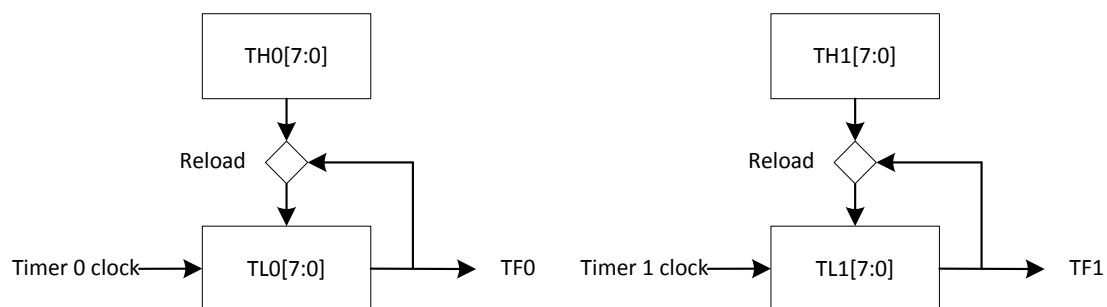 TH0[7:0]
TH1[7:0]
Reload
Reload
Timer 0 clock
TL0[7:0]
TF0
Timer 1 clock
TL1[7:0]
TF1